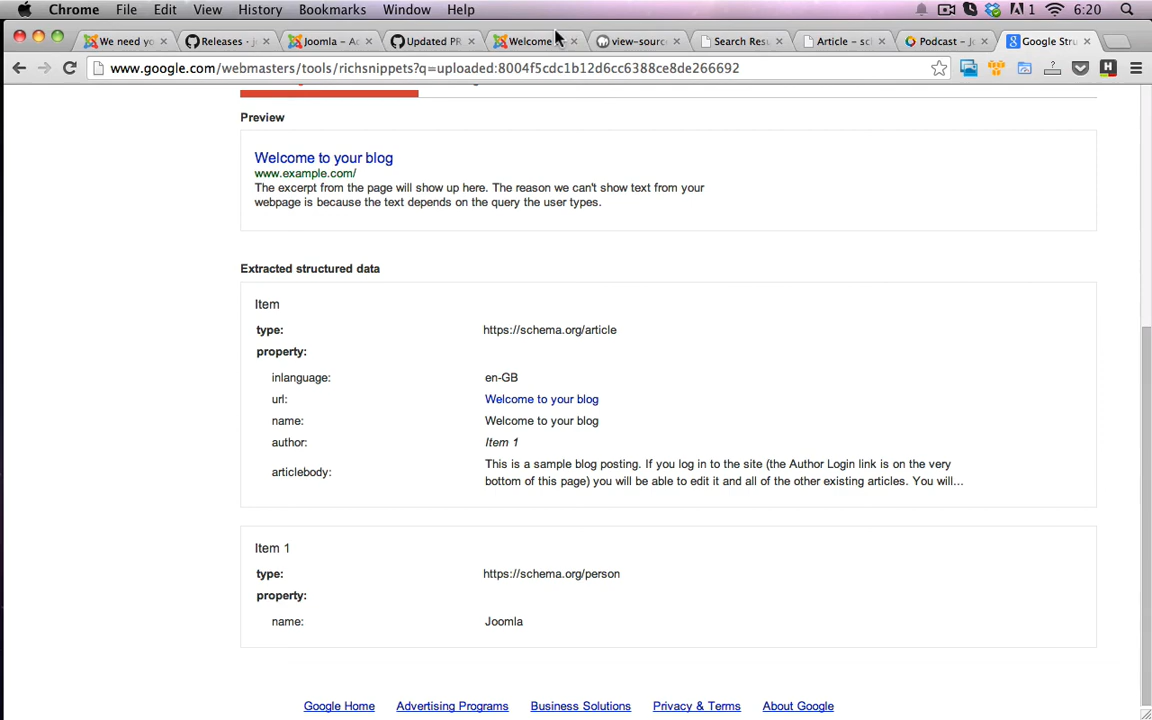 Chrome File Edit View History Bookmarks Window Help 1 6:20
We need yo Releases - j Joomla - Ac Updated PR Welcome view-sourc Search Resu Article - sch Podcast - Jo Google Stru
www.google.com/webmasters/tools/richsnippets?q=uploaded:8004f5cdc1b12d6cc6388ce8de266692
Preview
Welcome to your blog
www.example.com/
The excerpt from the page will show up here. The reason we can't show text from your
webpage is because the text depends on the query the user types.
Extracted structured data
Item
type: https://schema.org/article
property:
inlanguage: en-GB
url: Welcome to your blog
name: Welcome to your blog
author: Item 1
articlebody: This is a sample blog posting. If you log in to the site (the Author Login link is on the very
bottom of this page) you will be able to edit it and all of the other existing articles. You will...
Item 1
type: https://schema.org/person
property:
name: Joomla
Google Home Advertising Programs Business Solutions Privacy & Terms About Google